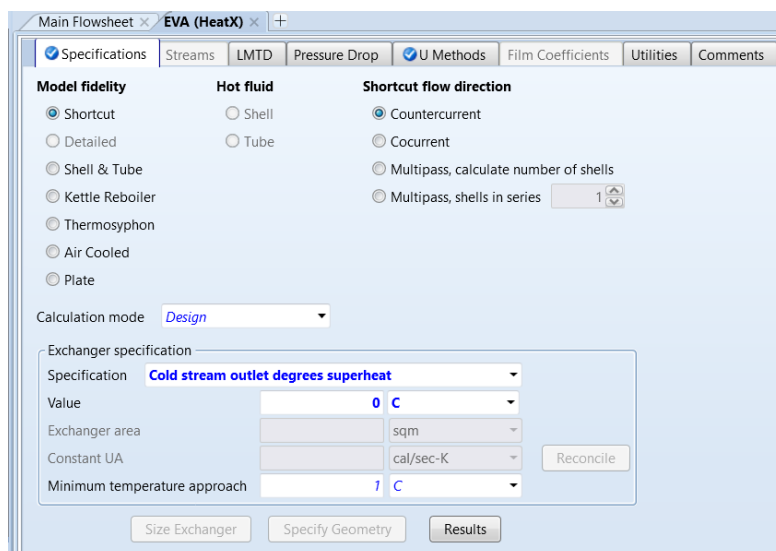 Main Flowsheet × EVA (HeatX) × +
Specifications Streams LMTD Pressure Drop U Methods Film Coefficients Utilities Comments
Model fidelity Hot fluid Shortcut flow direction
Shortcut Shell Countercurrent
Detailed Tube Cocurrent
Shell & Tube Multipass, calculate number of shells
Kettle Reboiler Multipass, shells in series 1
Thermosyphon
Air Cooled
Plate
Calculation mode Design
Exchanger specification
Specification Cold stream outlet degrees superheat
Value 0 C
Exchanger area sqm
Constant UA cal/sec-K Reconcile
Minimum temperature approach 1 C
Size Exchanger Specify Geometry Results